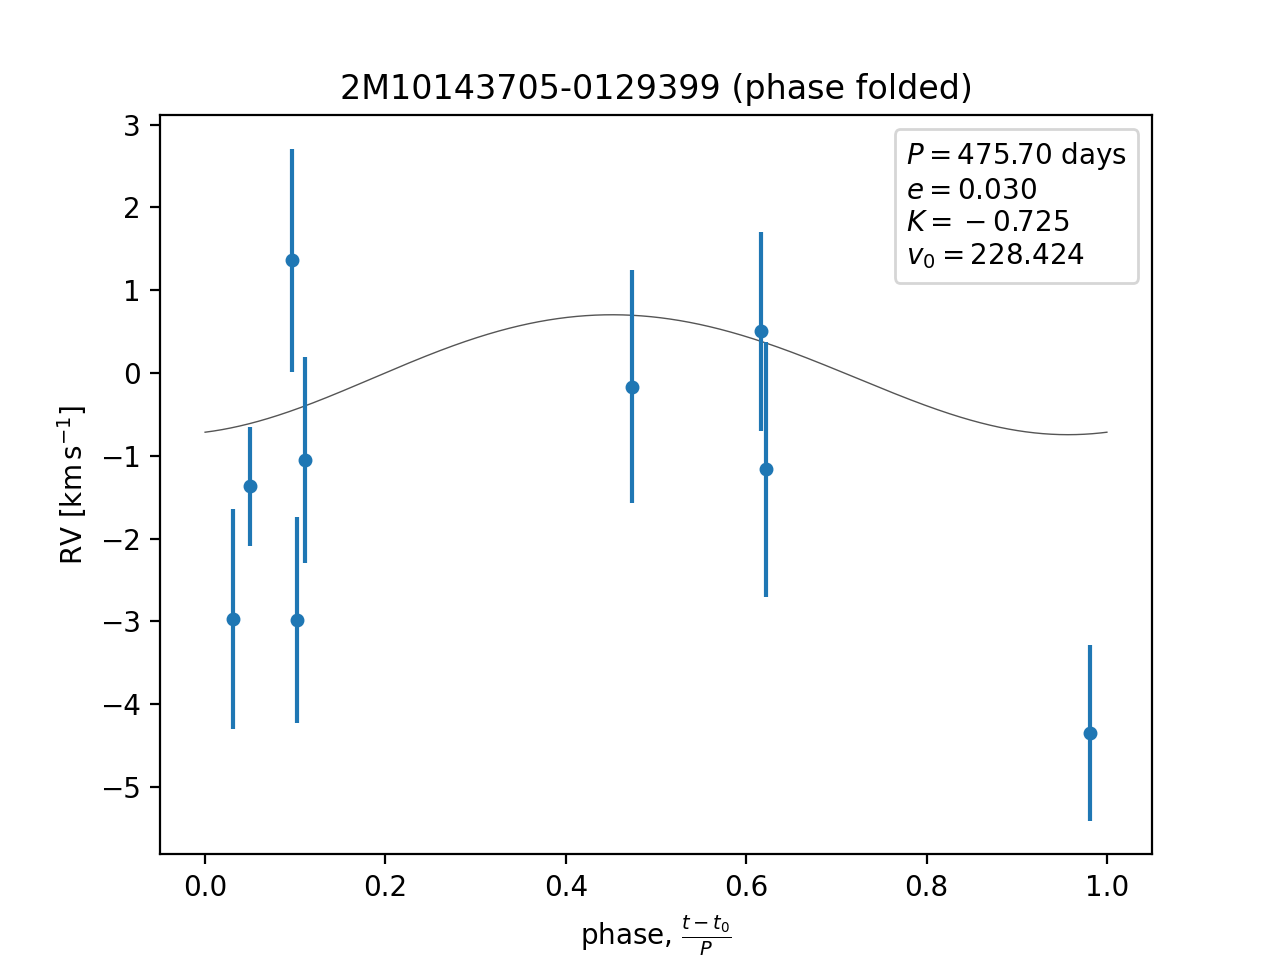 2M10143705-0129399 (phase folded)
P = 475.70 days
e = 0.030
K = −0.725
v₀ = 228.424
3
2
1
0
−1
−2
−3
−4
−5
RV [km s⁻¹]
0.0 0.2 0.4 0.6 0.8 1.0
phase, (t − t₀)/P